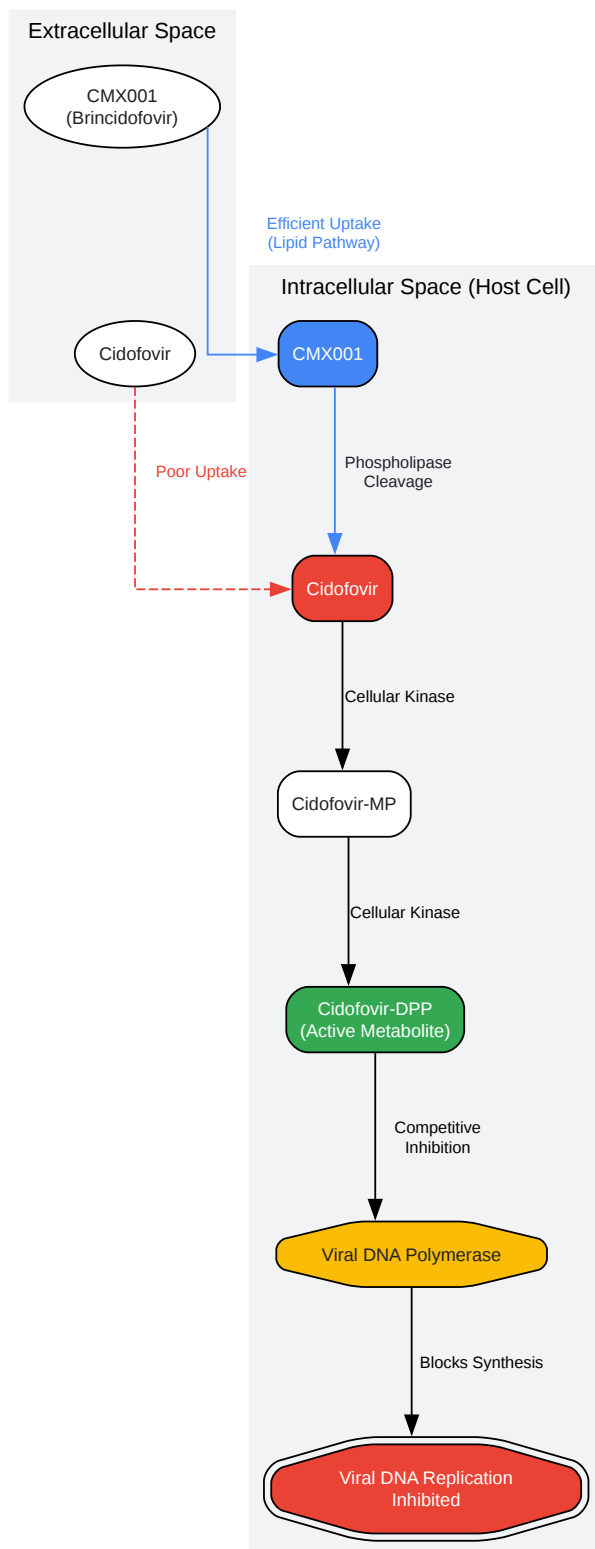 Extracellular Space
CMX001
(Brincidofovir)
Efficient Uptake
(Lipid Pathway)
Intracellular Space (Host Cell)
Cidofovir
CMX001
Poor Uptake
Phospholipase
Cleavage
Cidofovir
Cellular Kinase
Cidofovir-MP
Cellular Kinase
Cidofovir-DPP
(Active Metabolite)
Competitive
Inhibition
Viral DNA Polymerase
Blocks Synthesis
Viral DNA Replication
Inhibited